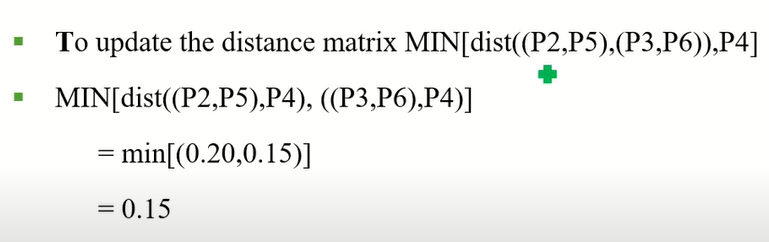 To update the distance matrix MIN[dist((P2,P5),(P3,P6)),P4]
MIN[dist((P2,P5),P4), ((P3,P6),P4)]
= min[(0.20,0.15)]
= 0.15